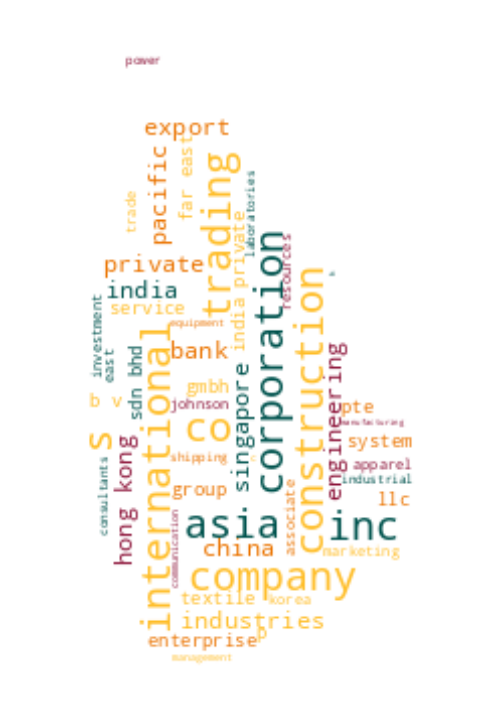 power
export
pacific
far east
trading
trade
laboratories
private
india private
corporation
resources
india
service
construction
investment
east
equipment
international
sdn bhd
bank
engineering
gmbh
singapore
b v
johnson
pte
manufacturing
co
s
system
hong kong
consultants
shipping
apparel
industrial
group
associate
llc
asia
inc
communication
china
marketing
company
textile
korea
industries
p
enterprise
management